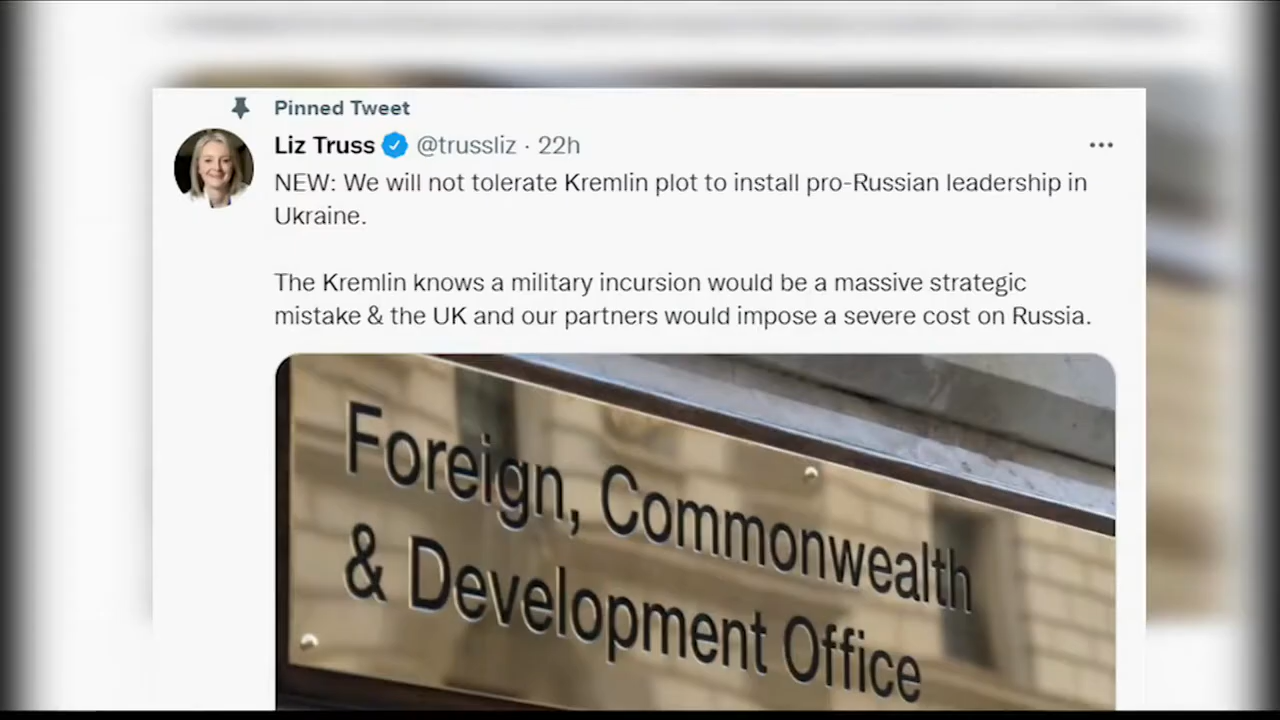 Pinned Tweet
Liz Truss @trussliz · 22h
NEW: We will not tolerate Kremlin plot to install pro-Russian leadership in
Ukraine.
The Kremlin knows a military incursion would be a massive strategic
mistake & the UK and our partners would impose a severe cost on Russia.
Foreign, Commonwealth
& Development Office